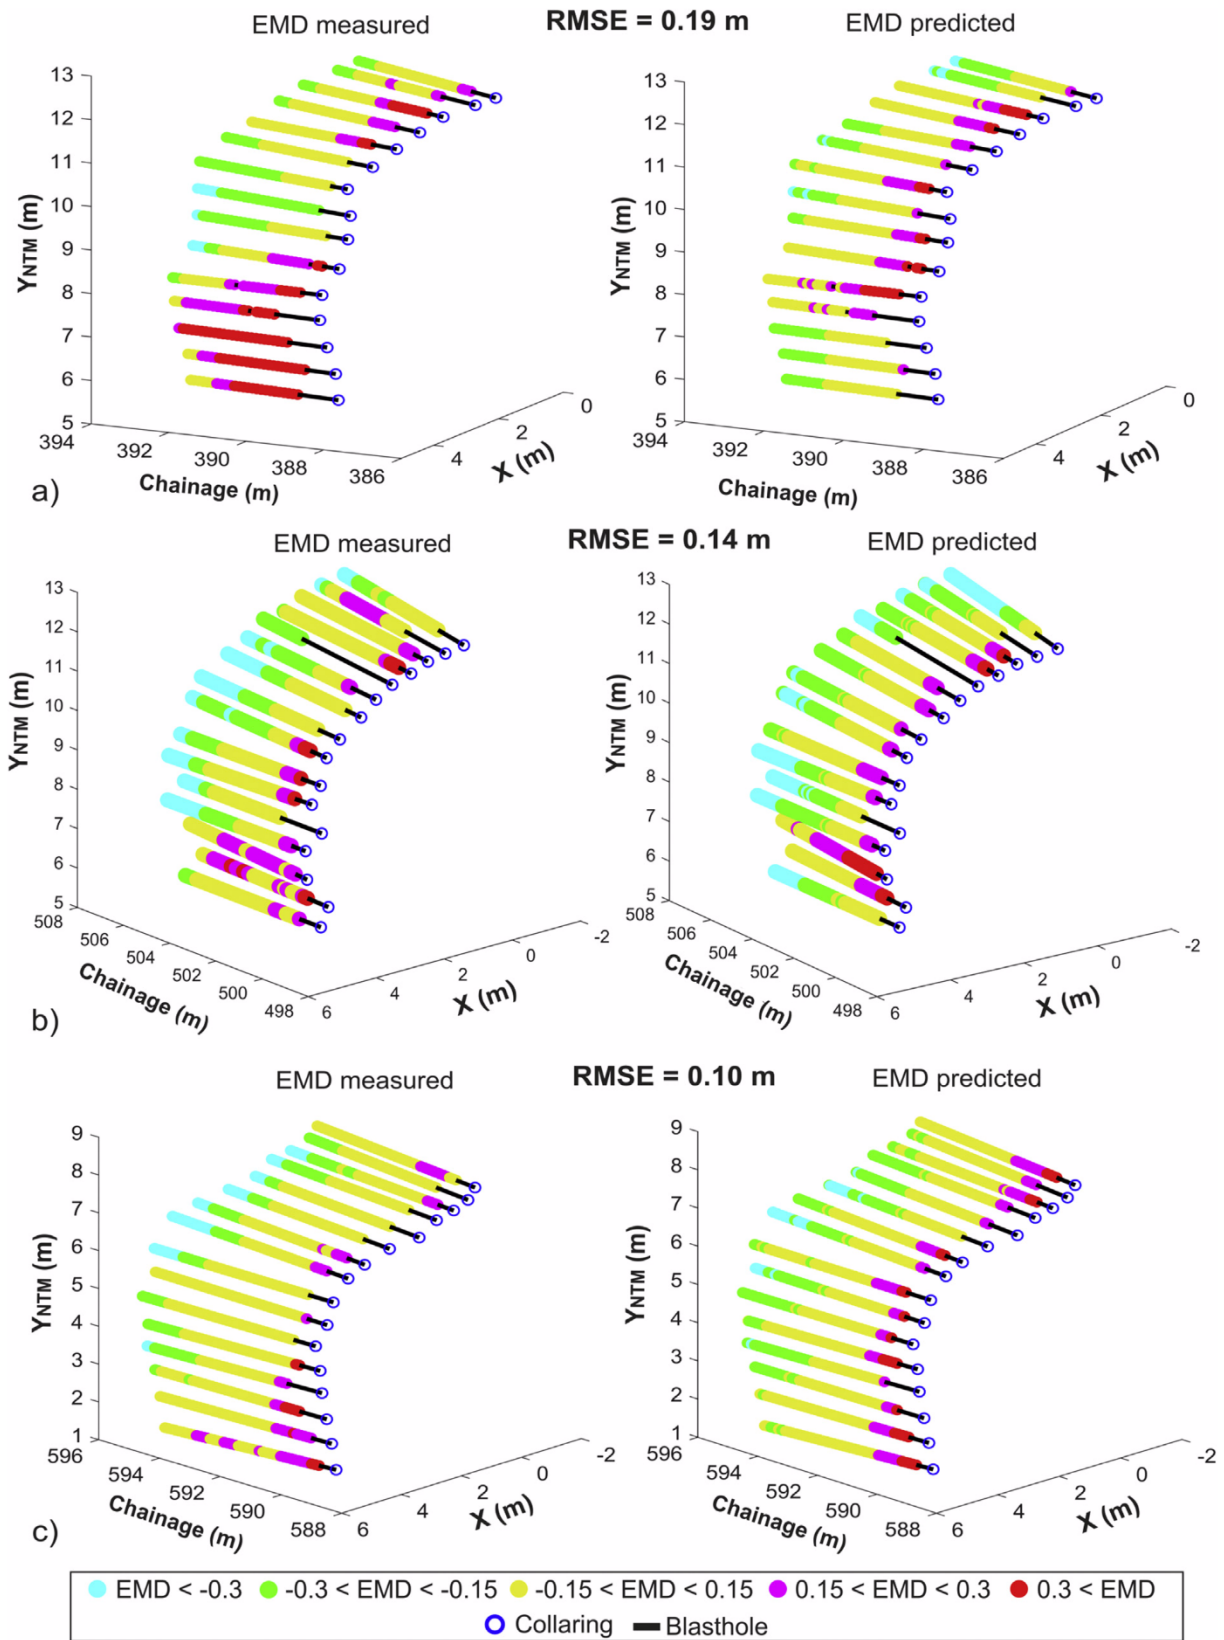 EMD measured RMSE = 0.19 m EMD predicted
13 13
12 12
11 11
10 10
9 9
8 8
7 7
6 6
5 5
YNTM (m) YNTM (m)
394 392 390 388 386 394 392 390 388 386
4 2 0 4 2 0
Chainage (m) X (m) Chainage (m) X (m)
a)
EMD measured RMSE = 0.14 m EMD predicted
13 13
12 12
11 11
10 10
9 9
8 8
7 7
6 6
5 5
YNTM (m) YNTM (m)
508 506 504 502 500 498 508 506 504 502 500 498
6 4 2 0 -2 6 4 2 0 -2
Chainage (m) X (m) Chainage (m) X (m)
b)
EMD measured RMSE = 0.10 m EMD predicted
9 9
8 8
7 7
6 6
5 5
4 4
3 3
2 2
1 1
YNTM (m) YNTM (m)
596 594 592 590 588 596 594 592 590 588
6 4 2 0 -2 6 4 2 0 -2
Chainage (m) X (m) Chainage (m) X (m)
c)
EMD < -0.3 -0.3 < EMD < -0.15 -0.15 < EMD < 0.15 0.15 < EMD < 0.3 0.3 < EMD
Collaring Blasthole